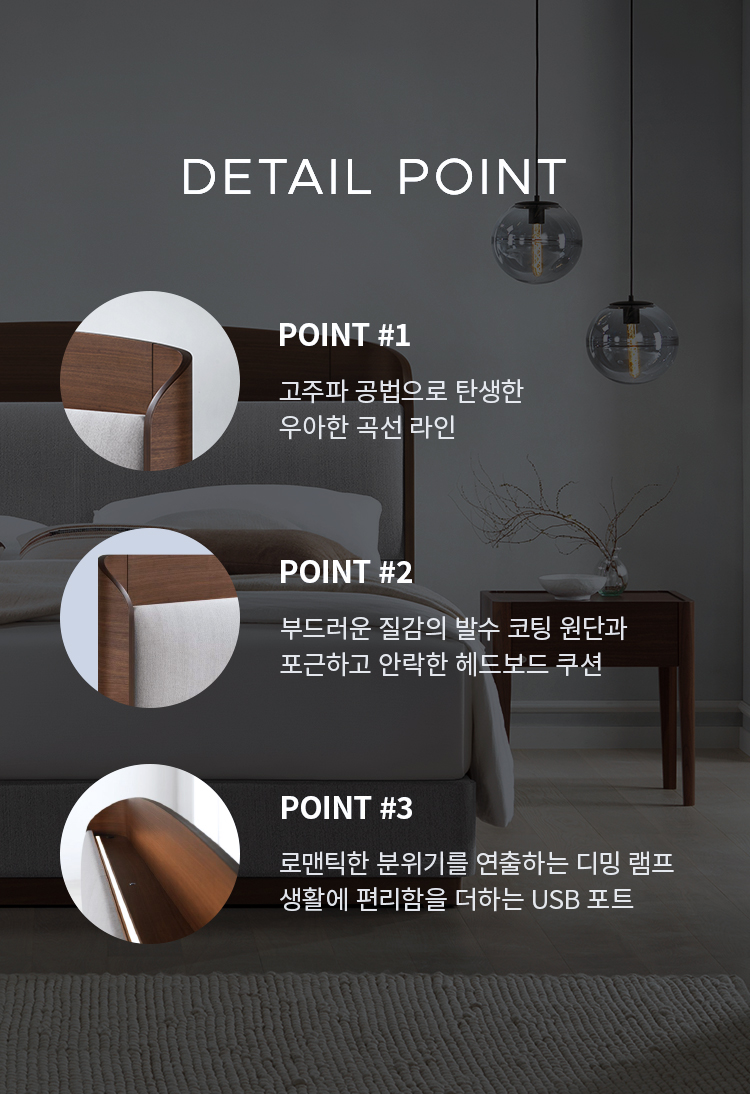 DETAIL POINT
POINT #1
고주파 공법으로 탄생한
우아한 곡선 라인
POINT #2
부드러운 질감의 발수 코팅 원단과
포근하고 안락한 헤드보드 쿠션
POINT #3
로맨틱한 분위기를 연출하는 디밍 램프
생활에 편리함을 더하는 USB 포트